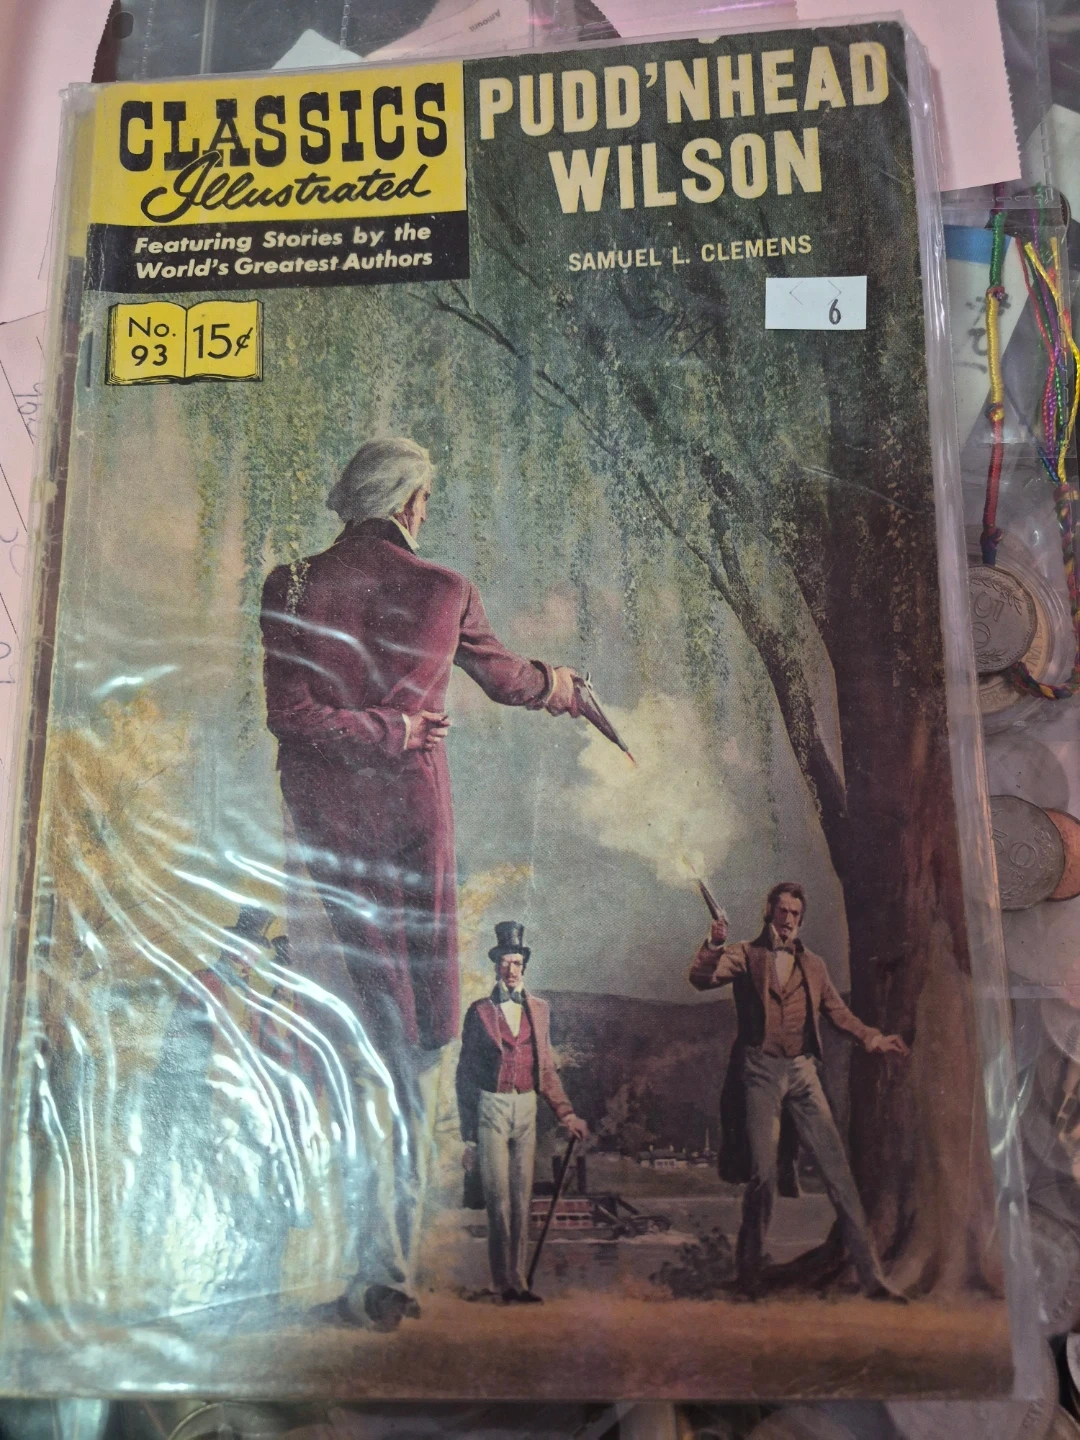 CLASSICS
Illustrated
Featuring Stories by the
World's Greatest Authors
No.
93
15¢
PUDD'NHEAD
WILSON
SAMUEL L. CLEMENS
6